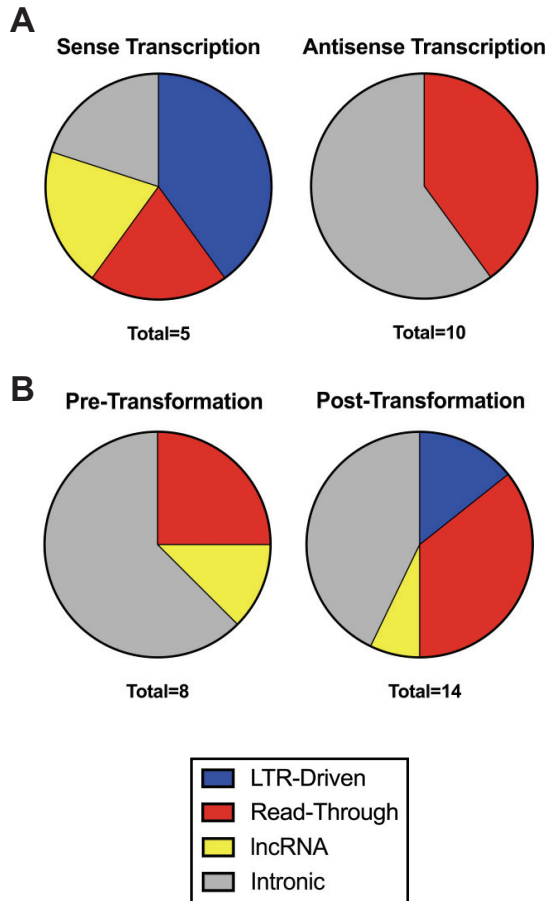 A
Sense Transcription
Antisense Transcription
Total=5
Total=10
B
Pre-Transformation
Post-Transformation
Total=8
Total=14
LTR-Driven
Read-Through
lncRNA
Intronic